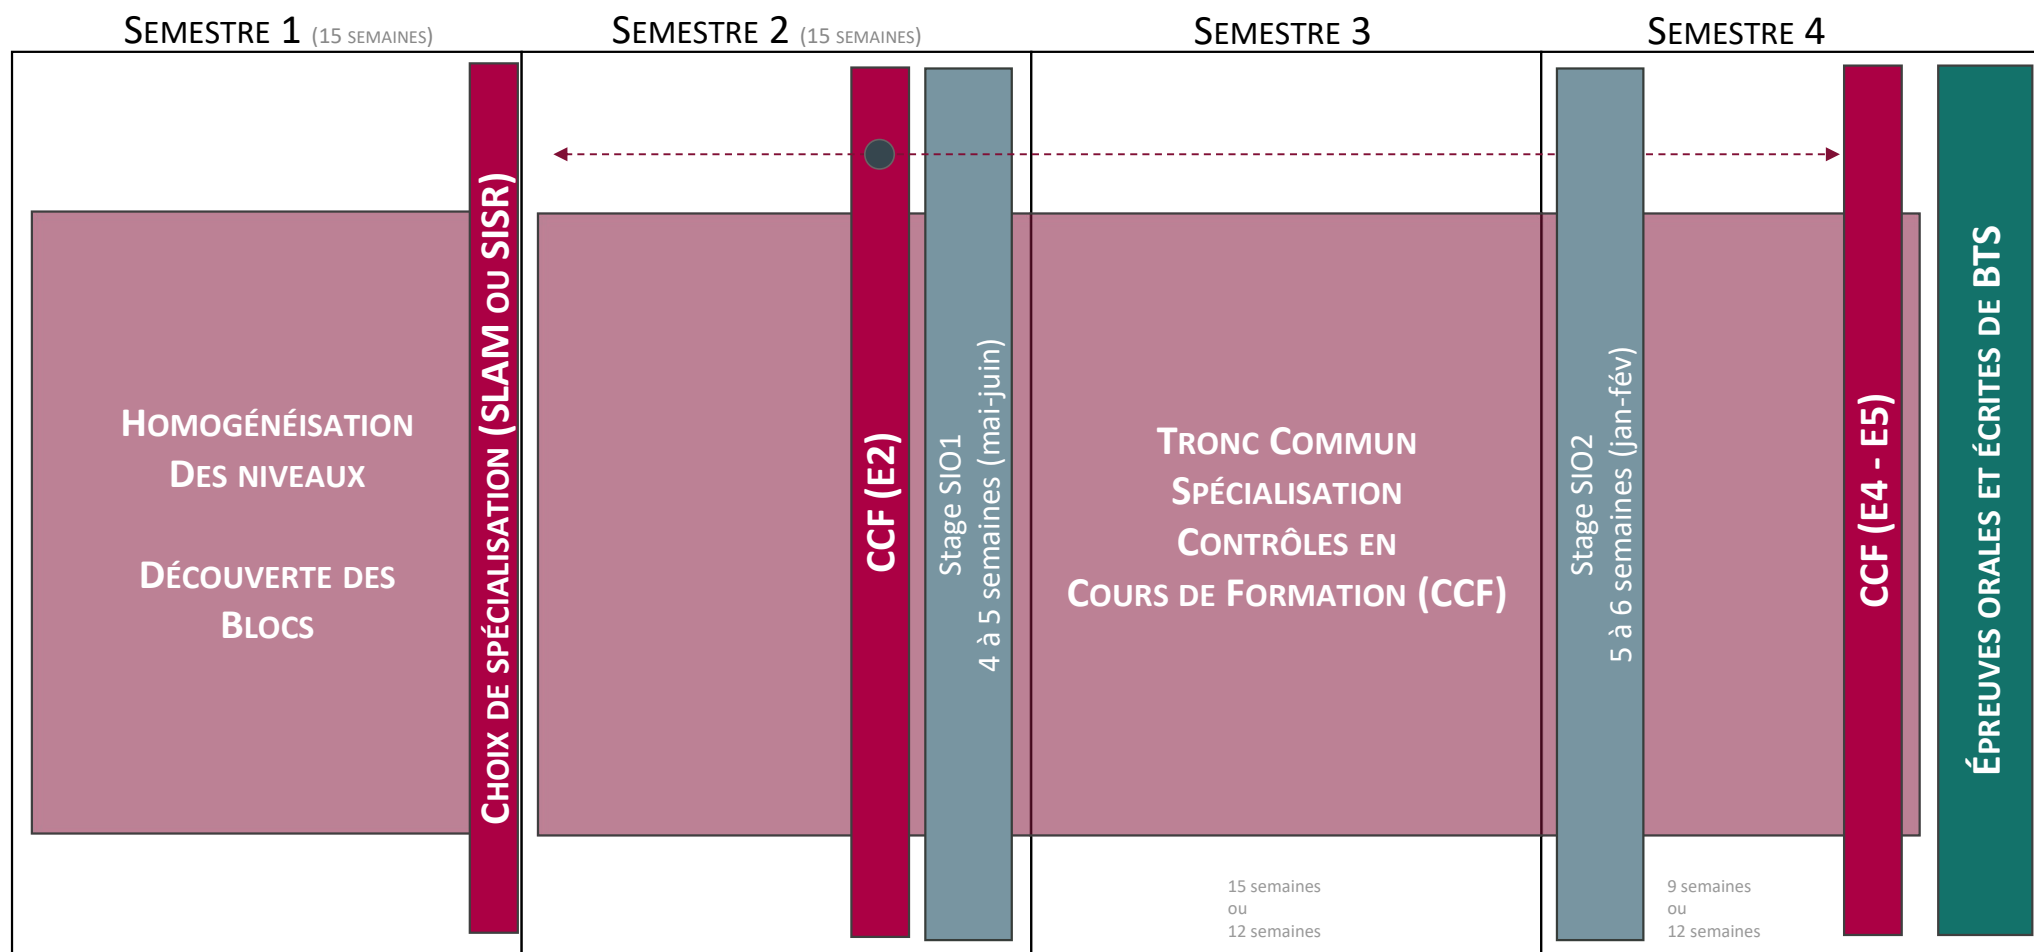 SEMESTRE 1 (15 SEMAINES)
SEMESTRE 2 (15 SEMAINES)
SEMESTRE 3
SEMESTRE 4
HOMOGÉNÉISATION
DES NIVEAUX
DÉCOUVERTE DES
BLOCS
CHOIX DE SPÉCIALISATION (SLAM OU SISR)
CCF (E2)
Stage SIO1
4 à 5 semaines (mai-juin)
TRONC COMMUN
SPÉCIALISATION
CONTRÔLES EN
COURS DE FORMATION (CCF)
15 semaines
ou
12 semaines
Stage SIO2
5 à 6 semaines (jan-fév)
9 semaines
ou
12 semaines
CCF (E4 - E5)
ÉPREUVES ORALES ET ÉCRITES DE BTS